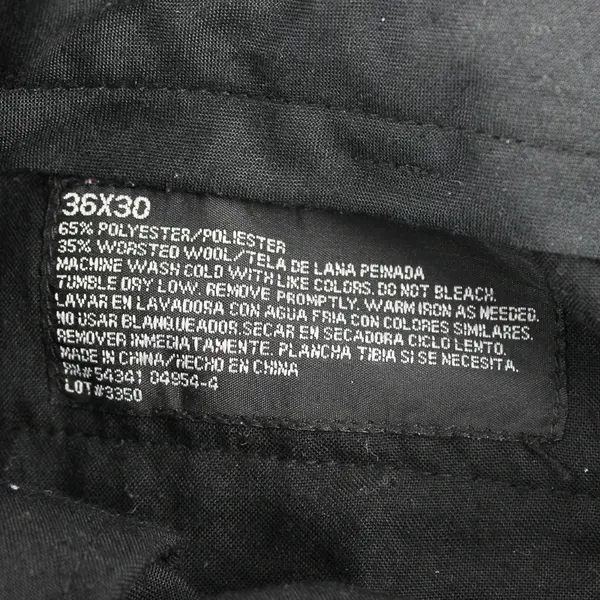 36X30
65% POLYESTER/POLIESTER
35% WORSTED WOOL/TELA DE LANA PEINADA
MACHINE WASH COLD WITH LIKE COLORS. DO NOT BLEACH.
TUMBLE DRY LOW. REMOVE PROMPTLY. WARM IRON AS NEEDED.
LAVAR EN LAVADORA CON AGUA FRIA CON COLORES SIMILARES.
NO USAR BLANQUEADOR. SECAR EN SECADORA CICLO LENTO.
REMOVER INMEDIATAMENTE. PLANCHA TIBIA SI SE NECESITA.
MADE IN CHINA/HECHO EN CHINA
RN#54341 04954-4
LOT#3350